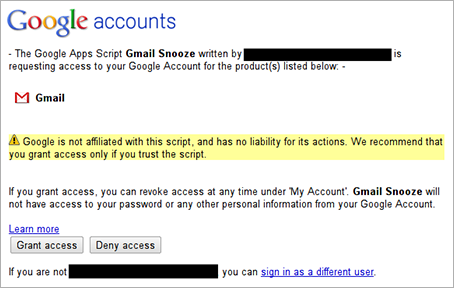 Google accounts
- The Google Apps Script Gmail Snooze written by is
requesting access to your Google Account for the product(s) listed below: -
Gmail
Google is not affiliated with this script, and has no liability for its actions. We recommend that
you grant access only if you trust the script.
If you grant access, you can revoke access at any time under 'My Account'. Gmail Snooze will
not have access to your password or any other personal information from your Google Account.
Learn more
Grant access Deny access
If you are not you can sign in as a different user.